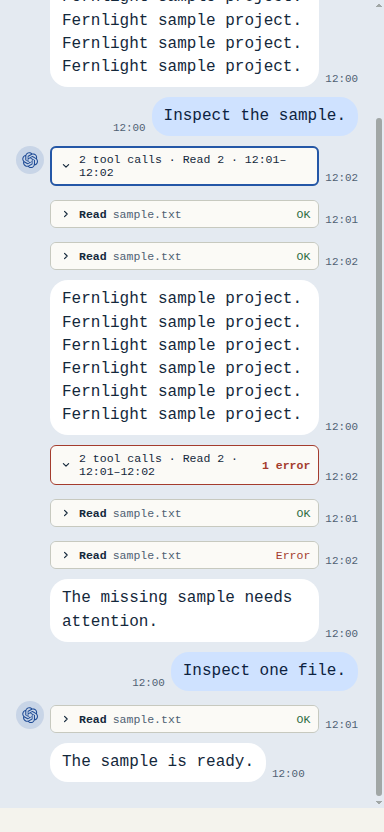 Fernlight sample project.
Fernlight sample project.
Fernlight sample project.
12:00
Inspect the sample.
12:00
2 tool calls · Read 2 · 12:01–
12:02
12:02
Read sample.txt OK
12:01
Read sample.txt OK
12:02
Fernlight sample project.
Fernlight sample project.
Fernlight sample project.
Fernlight sample project.
Fernlight sample project.
Fernlight sample project.
12:00
2 tool calls · Read 2 ·
12:01–12:02
1 error
12:02
Read sample.txt OK
12:01
Read sample.txt Error
12:02
The missing sample needs
attention.
12:00
Inspect one file.
12:00
Read sample.txt OK
12:01
The sample is ready.
12:00